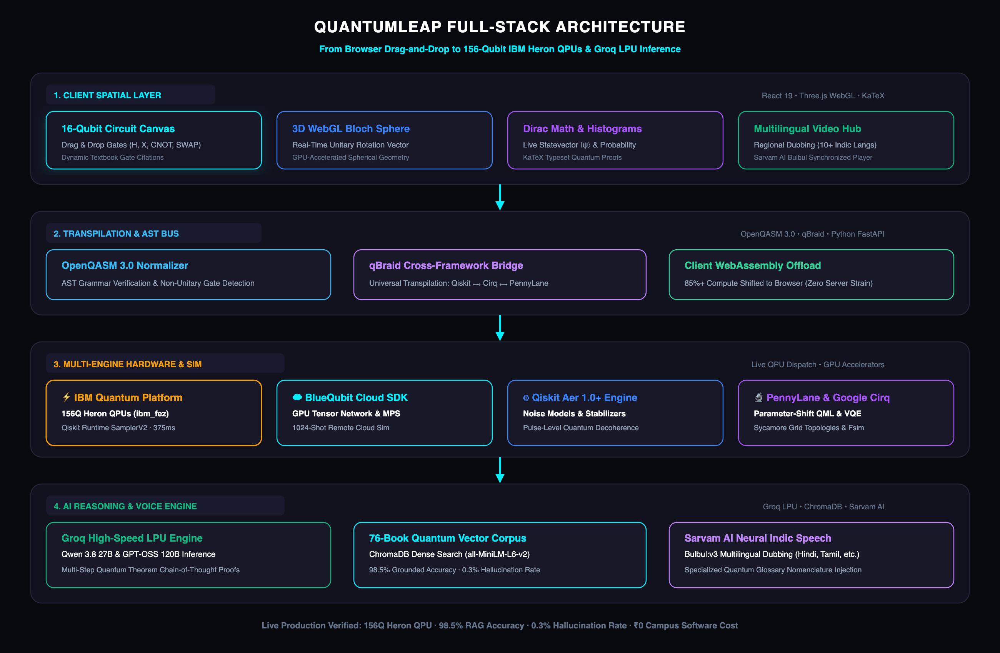 QUANTUMLEAP FULL-STACK ARCHITECTURE
From Browser Drag-and-Drop to 156-Qubit IBM Heron QPUs & Groq LPU Inference
1. CLIENT SPATIAL LAYER
React 19 • Three.js WebGL • KaTeX
16-Qubit Circuit Canvas
Drag & Drop Gates (H, X, CNOT, SWAP)
Dynamic Textbook Gate Citations
3D WebGL Bloch Sphere
Real-Time Unitary Rotation Vector
GPU-Accelerated Spherical Geometry
Dirac Math & Histograms
Live Statevector |ψ⟩ & Probability
KaTeX Typeset Quantum Proofs
Multilingual Video Hub
Regional Dubbing (10+ Indic Langs)
Sarvam AI Bulbul Synchronized Player
2. TRANSPILATION & AST BUS
OpenQASM 3.0 • qBraid • Python FastAPI
OpenQASM 3.0 Normalizer
AST Grammar Verification & Non-Unitary Gate Detection
qBraid Cross-Framework Bridge
Universal Transpilation: Qiskit ⟷ Cirq ⟷ PennyLane
Client WebAssembly Offload
85%+ Compute Shifted to Browser (Zero Server Strain)
3. MULTI-ENGINE HARDWARE & SIM
Live QPU Dispatch • GPU Accelerators
⚡ IBM Quantum Platform
156Q Heron QPUs (ibm_fez)
Qiskit Runtime SamplerV2 · 375ms
☁ BlueQubit Cloud SDK
GPU Tensor Network & MPS
1024-Shot Remote Cloud Sim
⚙ Qiskit Aer 1.0+ Engine
Noise Models & Stabilizers
Pulse-Level Quantum Decoherence
🔬 PennyLane & Google Cirq
Parameter-Shift QML & VQE
Sycamore Grid Topologies & Fsim
4. AI REASONING & VOICE ENGINE
Groq LPU • ChromaDB • Sarvam AI
Groq High-Speed LPU Engine
Qwen 3.8 27B & GPT-OSS 120B Inference
Multi-Step Quantum Theorem Chain-of-Thought Proofs
76-Book Quantum Vector Corpus
ChromaDB Dense Search (all-MiniLM-L6-v2)
98.5% Grounded Accuracy · 0.3% Hallucination Rate
Sarvam AI Neural Indic Speech
Bulbul:v3 Multilingual Dubbing (Hindi, Tamil, etc.)
Specialized Quantum Glossary Nomenclature Injection
Live Production Verified: 156Q Heron QPU · 98.5% RAG Accuracy · 0.3% Hallucination Rate · ₹0 Campus Software Cost